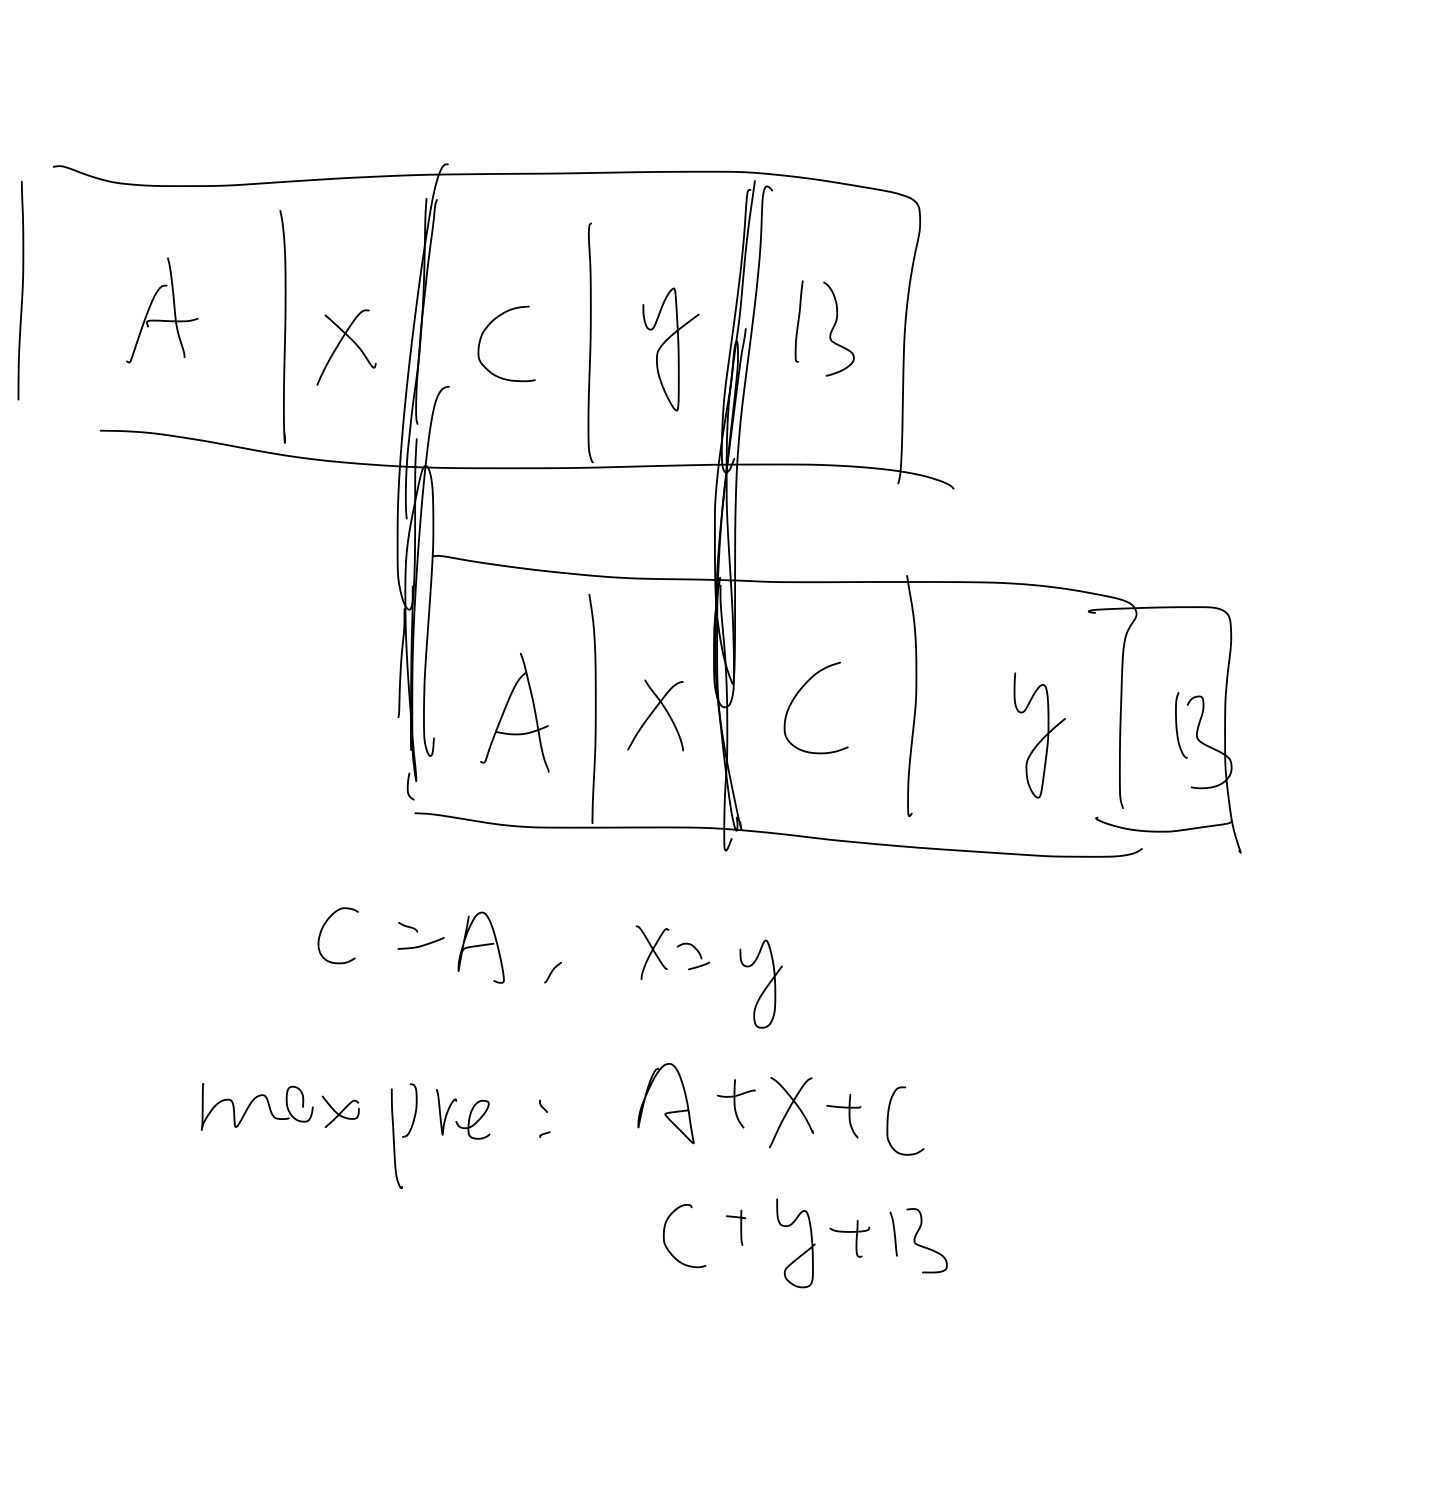 A X C y B
A X C y B
C = A, X = y
maxpre: A+X+C
C+y+B